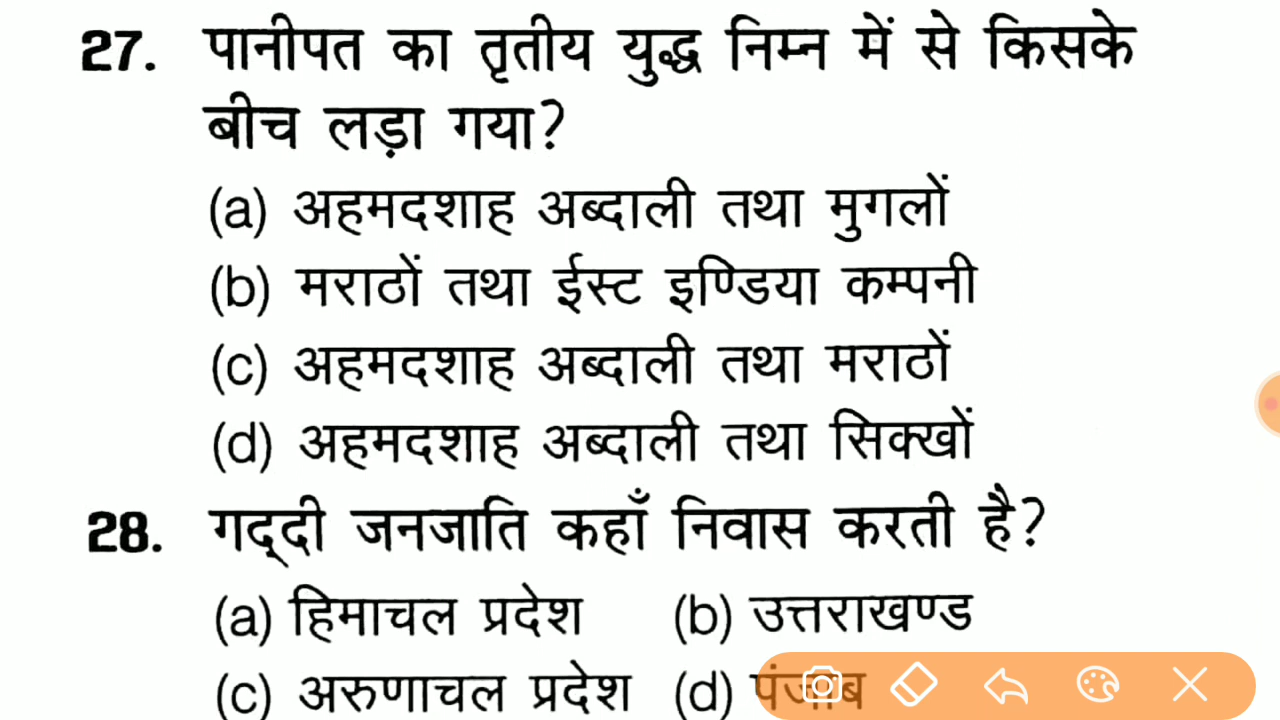 27. पानीपत का तृतीय युद्ध निम्न में से किसके
बीच लड़ा गया?
(a) अहमदशाह अब्दाली तथा मुगलों
(b) मराठों तथा ईस्ट इण्डिया कम्पनी
(c) अहमदशाह अब्दाली तथा मराठों
(d) अहमदशाह अब्दाली तथा सिक्खों
28. गद्दी जनजाति कहाँ निवास करती है?
(a) हिमाचल प्रदेश (b) उत्तराखण्ड
(c) अरुणाचल प्रदेश (d) पंजाब